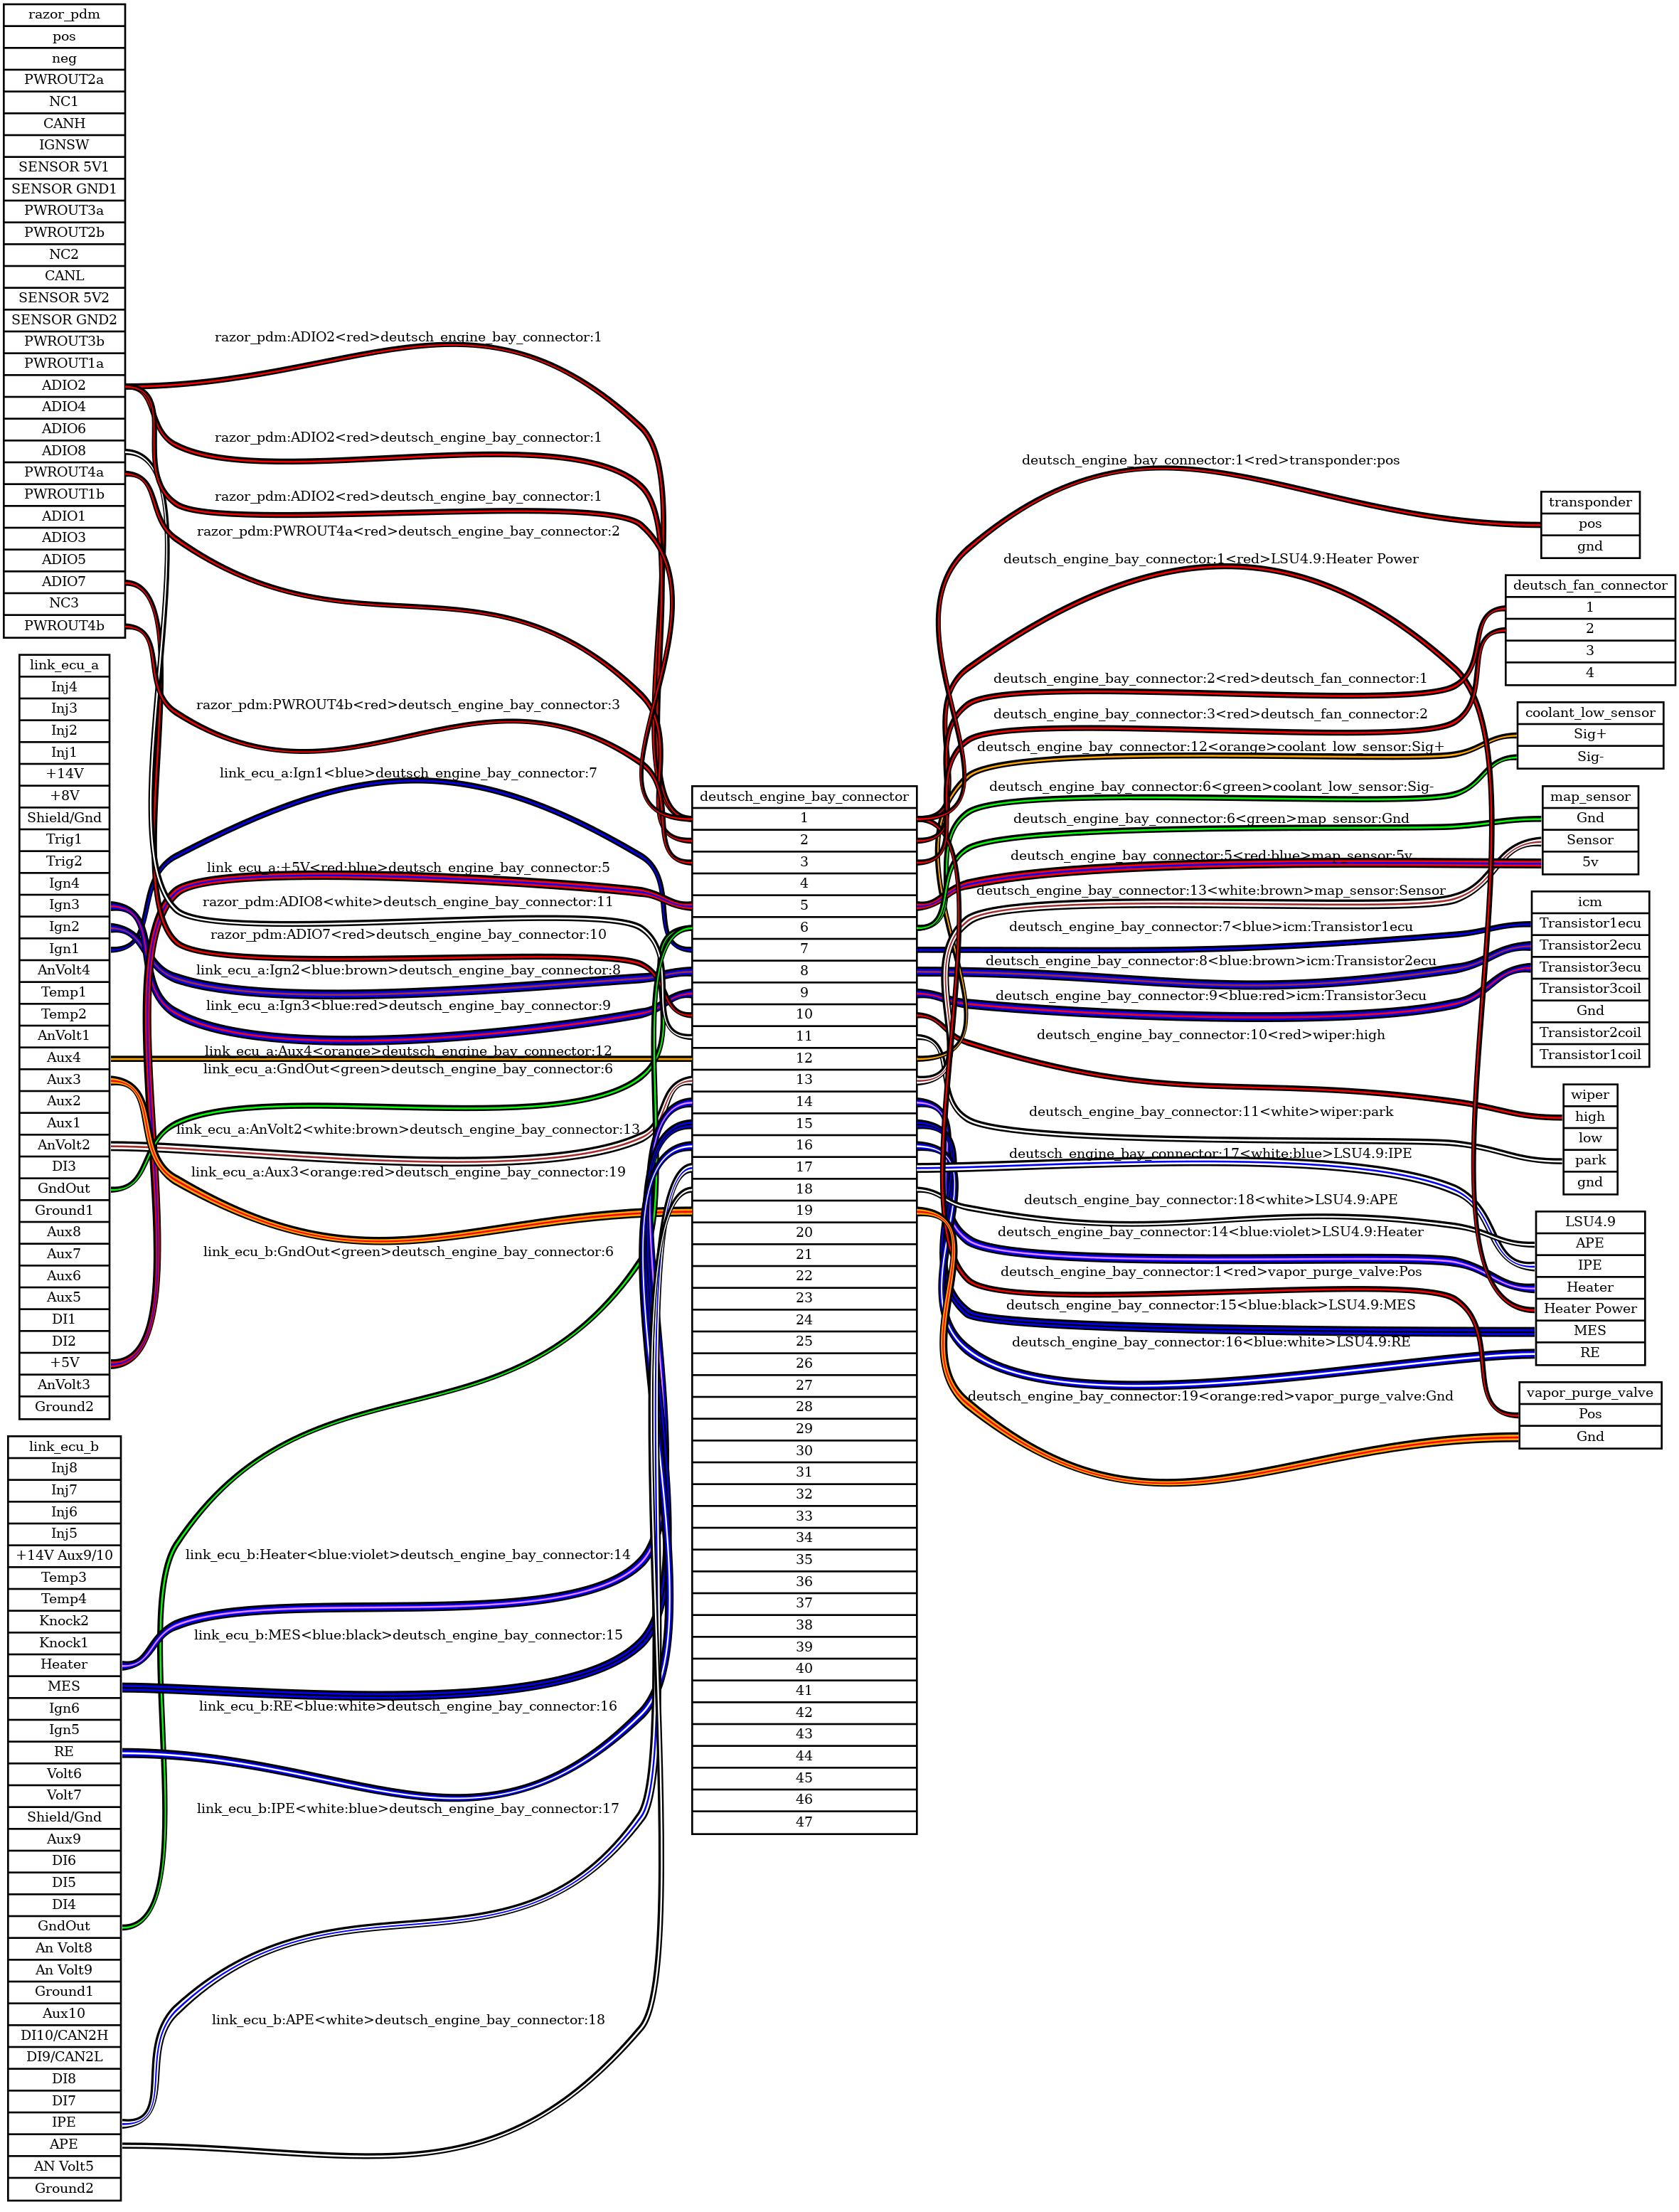 razor_pdm
pos
neg
PWROUT2a
NC1
CANH
IGNSW
SENSOR 5V1
SENSOR GND1
PWROUT3a
PWROUT2b
NC2
CANL
SENSOR 5V2
SENSOR GND2
PWROUT3b
PWROUT1a
ADIO2
ADIO4
ADIO6
ADIO8
PWROUT4a
PWROUT1b
ADIO1
ADIO3
ADIO5
ADIO7
NC3
PWROUT4b
link_ecu_a
Inj4
Inj3
Inj2
Inj1
+14V
+8V
Shield/Gnd
Trig1
Trig2
Ign4
Ign3
Ign2
Ign1
AnVolt4
Temp1
Temp2
AnVolt1
Aux4
Aux3
Aux2
Aux1
AnVolt2
DI3
GndOut
Ground1
Aux8
Aux7
Aux6
Aux5
DI1
DI2
+5V
AnVolt3
Ground2
link_ecu_b
Inj8
Inj7
Inj6
Inj5
+14V Aux9/10
Temp3
Temp4
Knock2
Knock1
Heater
MES
Ign6
Ign5
RE
Volt6
Volt7
Shield/Gnd
Aux9
DI6
DI5
DI4
GndOut
An Volt8
An Volt9
Ground1
Aux10
DI10/CAN2H
DI9/CAN2L
DI8
DI7
IPE
APE
AN Volt5
Ground2
razor_pdm:ADIO2<red>deutsch_engine_bay_connector:1
razor_pdm:ADIO2<red>deutsch_engine_bay_connector:1
razor_pdm:ADIO2<red>deutsch_engine_bay_connector:1
razor_pdm:PWROUT4a<red>deutsch_engine_bay_connector:2
razor_pdm:PWROUT4b<red>deutsch_engine_bay_connector:3
link_ecu_a:Ign1<blue>deutsch_engine_bay_connector:7
link_ecu_a:+5V<red:blue>deutsch_engine_bay_connector:5
razor_pdm:ADIO8<white>deutsch_engine_bay_connector:11
razor_pdm:ADIO7<red>deutsch_engine_bay_connector:10
link_ecu_a:Ign2<blue:brown>deutsch_engine_bay_connector:8
link_ecu_a:Ign3<blue:red>deutsch_engine_bay_connector:9
link_ecu_a:Aux4<orange>deutsch_engine_bay_connector:12
link_ecu_a:GndOut<green>deutsch_engine_bay_connector:6
link_ecu_a:AnVolt2<white:brown>deutsch_engine_bay_connector:13
link_ecu_a:Aux3<orange:red>deutsch_engine_bay_connector:19
link_ecu_b:GndOut<green>deutsch_engine_bay_connector:6
link_ecu_b:Heater<blue:violet>deutsch_engine_bay_connector:14
link_ecu_b:MES<blue:black>deutsch_engine_bay_connector:15
link_ecu_b:RE<blue:white>deutsch_engine_bay_connector:16
link_ecu_b:IPE<white:blue>deutsch_engine_bay_connector:17
link_ecu_b:APE<white>deutsch_engine_bay_connector:18
deutsch_engine_bay_connector
1
2
3
4
5
6
7
8
9
10
11
12
13
14
15
16
17
18
19
20
21
22
23
24
25
26
27
28
29
30
31
32
33
34
35
36
37
38
39
40
41
42
43
44
45
46
47
deutsch_engine_bay_connector:1<red>transponder:pos
deutsch_engine_bay_connector:1<red>LSU4.9:Heater Power
deutsch_engine_bay_connector:2<red>deutsch_fan_connector:1
deutsch_engine_bay_connector:3<red>deutsch_fan_connector:2
deutsch_engine_bay_connector:12<orange>coolant_low_sensor:Sig+
deutsch_engine_bay_connector:6<green>coolant_low_sensor:Sig-
deutsch_engine_bay_connector:6<green>map_sensor:Gnd
deutsch_engine_bay_connector:5<red:blue>map_sensor:5v
deutsch_engine_bay_connector:13<white:brown>map_sensor:Sensor
deutsch_engine_bay_connector:7<blue>icm:Transistor1ecu
deutsch_engine_bay_connector:8<blue:brown>icm:Transistor2ecu
deutsch_engine_bay_connector:9<blue:red>icm:Transistor3ecu
deutsch_engine_bay_connector:10<red>wiper:high
deutsch_engine_bay_connector:11<white>wiper:park
deutsch_engine_bay_connector:17<white:blue>LSU4.9:IPE
deutsch_engine_bay_connector:18<white>LSU4.9:APE
deutsch_engine_bay_connector:14<blue:violet>LSU4.9:Heater
deutsch_engine_bay_connector:1<red>vapor_purge_valve:Pos
deutsch_engine_bay_connector:15<blue:black>LSU4.9:MES
deutsch_engine_bay_connector:16<blue:white>LSU4.9:RE
deutsch_engine_bay_connector:19<orange:red>vapor_purge_valve:Gnd
transponder
pos
gnd
deutsch_fan_connector
1
2
3
4
coolant_low_sensor
Sig+
Sig-
map_sensor
Gnd
Sensor
5v
icm
Transistor1ecu
Transistor2ecu
Transistor3ecu
Transistor3coil
Gnd
Transistor2coil
Transistor1coil
wiper
high
low
park
gnd
LSU4.9
APE
IPE
Heater
Heater Power
MES
RE
vapor_purge_valve
Pos
Gnd